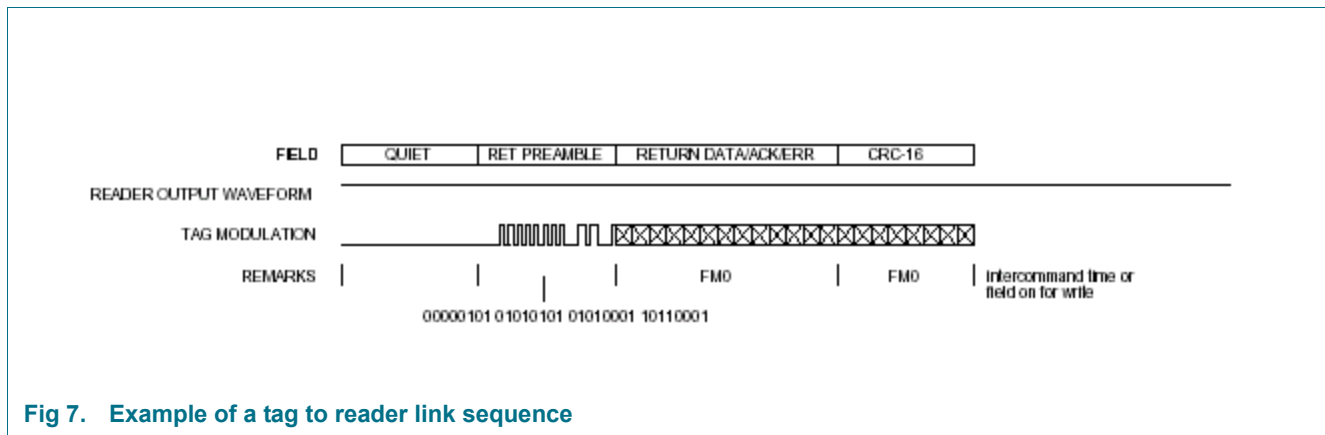 FIELD QUIET RET PREAMBLE RETURN DATA/ACK/ERR CRC-16
READER OUTPUT WAVEFORM
TAG MODULATION
REMARKS FM0 FM0 intercommand time or
field on for write
00000101 01010101 01010001 10110001
Fig 7. Example of a tag to reader link sequence